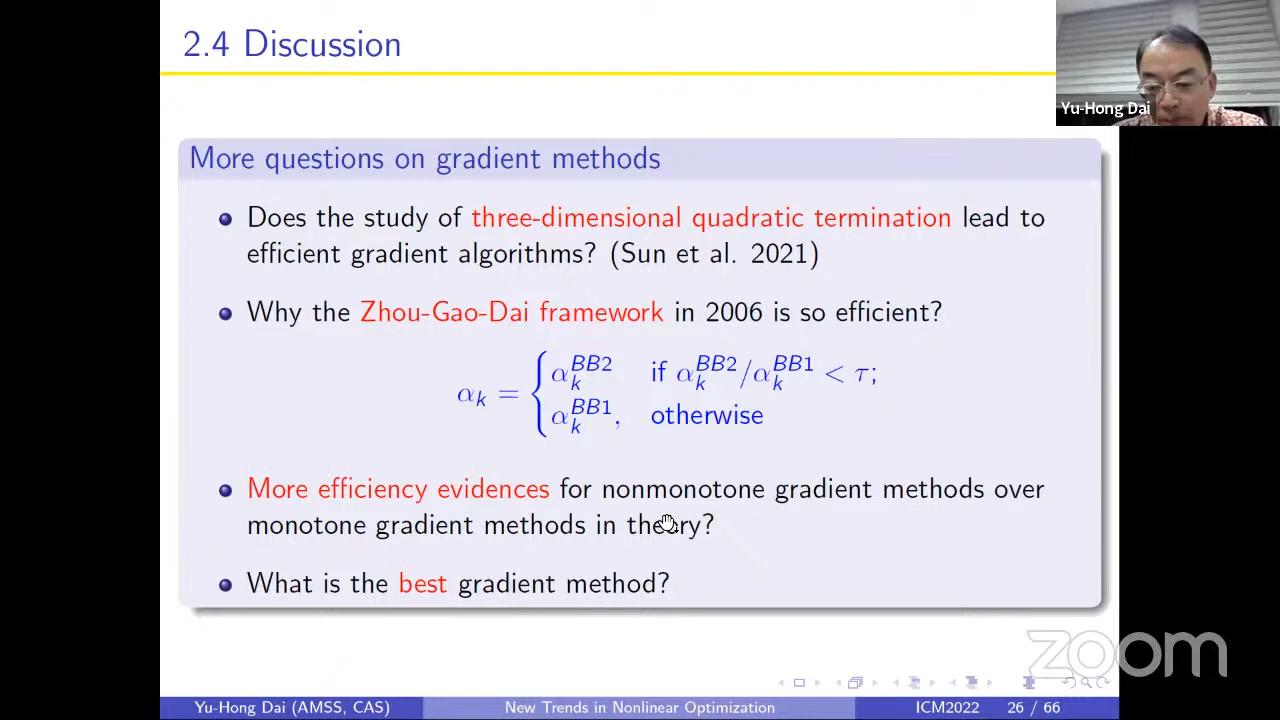 2.4 Discussion
Yu-Hong Dai
More questions on gradient methods
Does the study of three-dimensional quadratic termination lead to
efficient gradient algorithms? (Sun et al. 2021)
Why the Zhou-Gao-Dai framework in 2006 is so efficient?
α_k = { α_k^{BB2} if α_k^{BB2}/α_k^{BB1} < τ;
α_k^{BB1}, otherwise
More efficiency evidences for nonmonotone gradient methods over
monotone gradient methods in theory?
What is the best gradient method?
zoom
Yu-Hong Dai (AMSS, CAS) New Trends in Nonlinear Optimization ICM2022 26 / 66